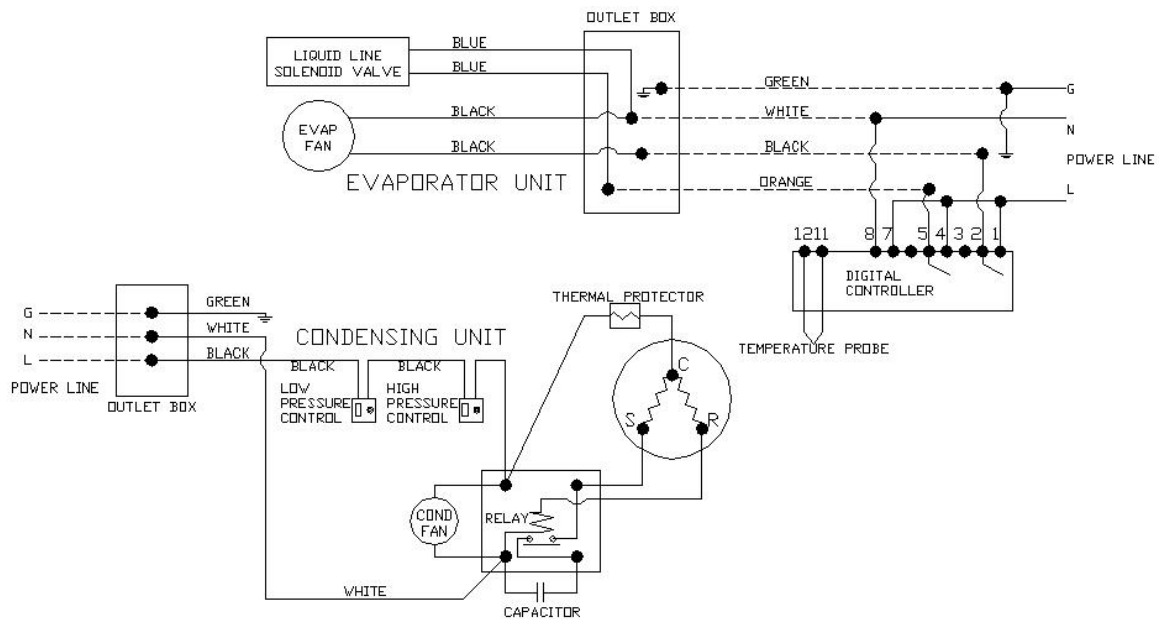 OUTLET BOX
BLUE
LIQUID LINE
SOLENOID VALVE
BLUE
GREEN
G
BLACK
WHITE
EVAP
FAN
N
BLACK
BLACK
POWER LINE
EVAPORATOR UNIT
ORANGE
L
12 11 8 7 5 4 3 2 1
DIGITAL
CONTROLLER
TEMPERATURE PROBE
THERMAL PROTECTOR
G
GREEN
N
WHITE
CONDENSING UNIT
L
BLACK
BLACK
BLACK
POWER LINE
OUTLET BOX
LOW
PRESSURE
CONTROL
HIGH
PRESSURE
CONTROL
C
S
R
COND
FAN
RELAY
WHITE
CAPACITOR